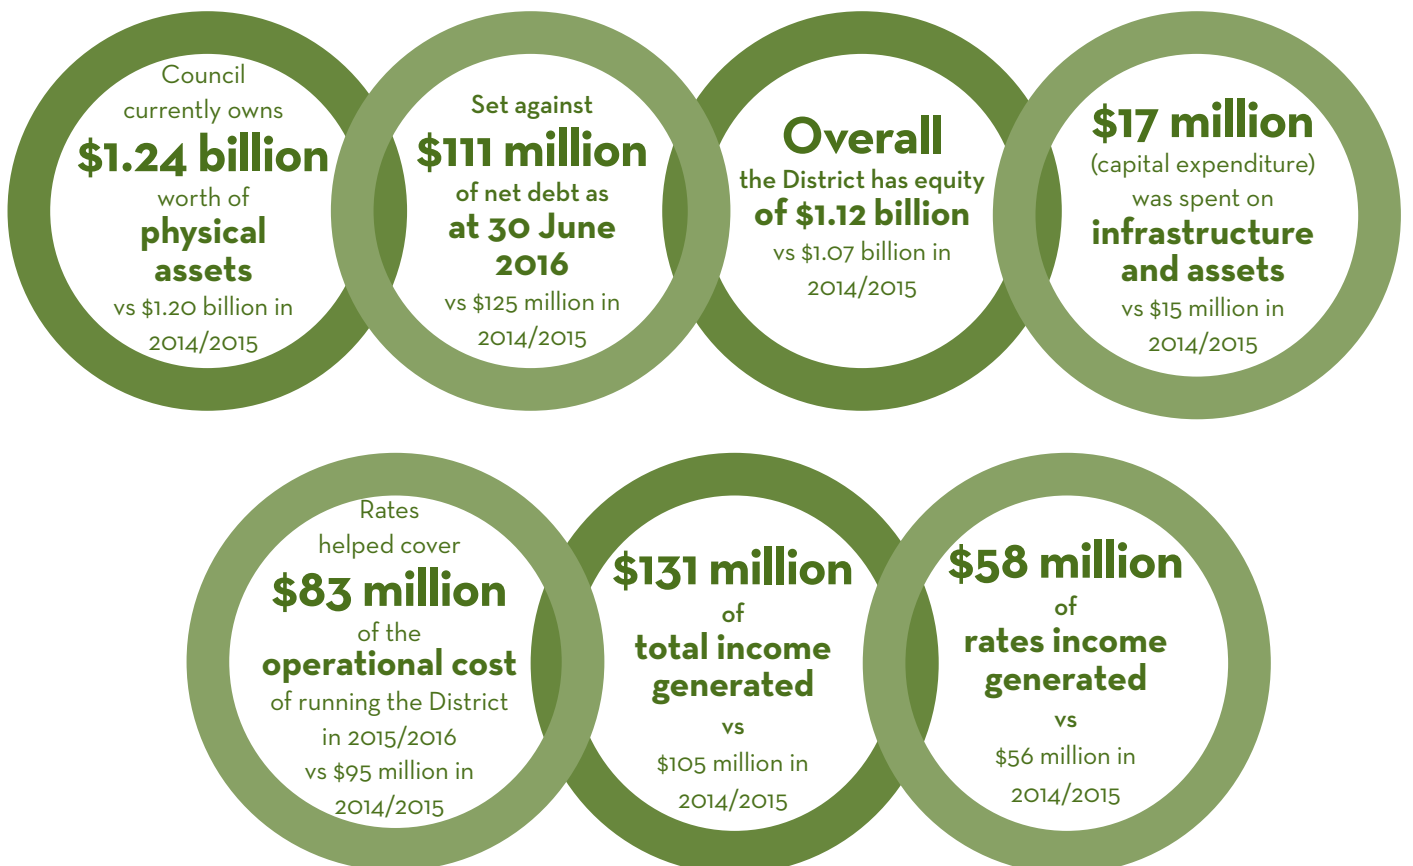 Council
currently owns
$1.24 billion
worth of
physical
assets
vs $1.20 billion in
2014/2015
Set against
$111 million
of net debt as
at 30 June
2016
vs $125 million in
2014/2015
Overall
the District has equity
of $1.12 billion
vs $1.07 billion in
2014/2015
$17 million
(capital expenditure)
was spent on
infrastructure
and assets
vs $15 million in
2014/2015
Rates
helped cover
$83 million
of the
operational cost
of running the District
in 2015/2016
vs $95 million in
2014/2015
$131 million
of
total income
generated
vs
$105 million in
2014/2015
$58 million
of
rates income
generated
vs
$56 million in
2014/2015